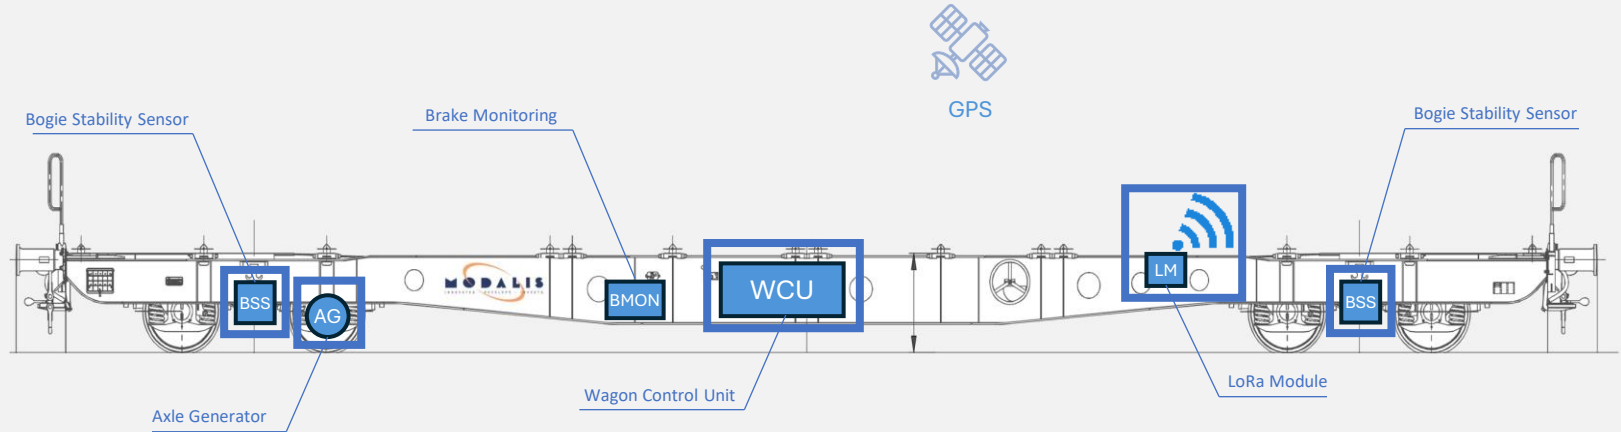 GPS
Bogie Stability Sensor
Brake Monitoring
Bogie Stability Sensor
MODALIS
LM
BSS
AG
BMON
WCU
BSS
Wagon Control Unit
LoRa Module
Axle Generator